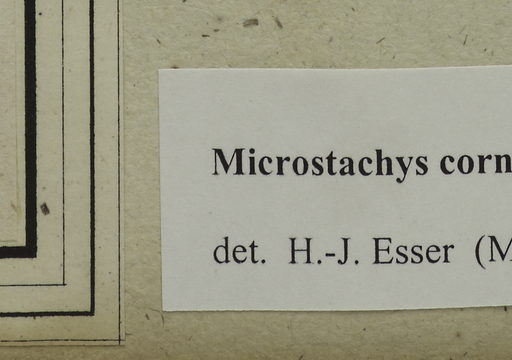 Microstachys corn
det. H.-J. Esser (M